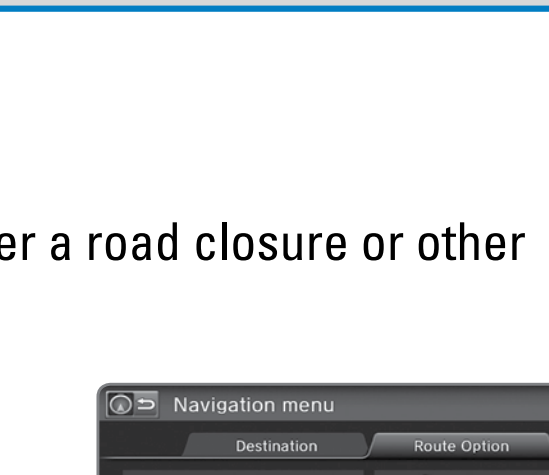 er a road closure or other
Navigation menu
Destination
Route Option